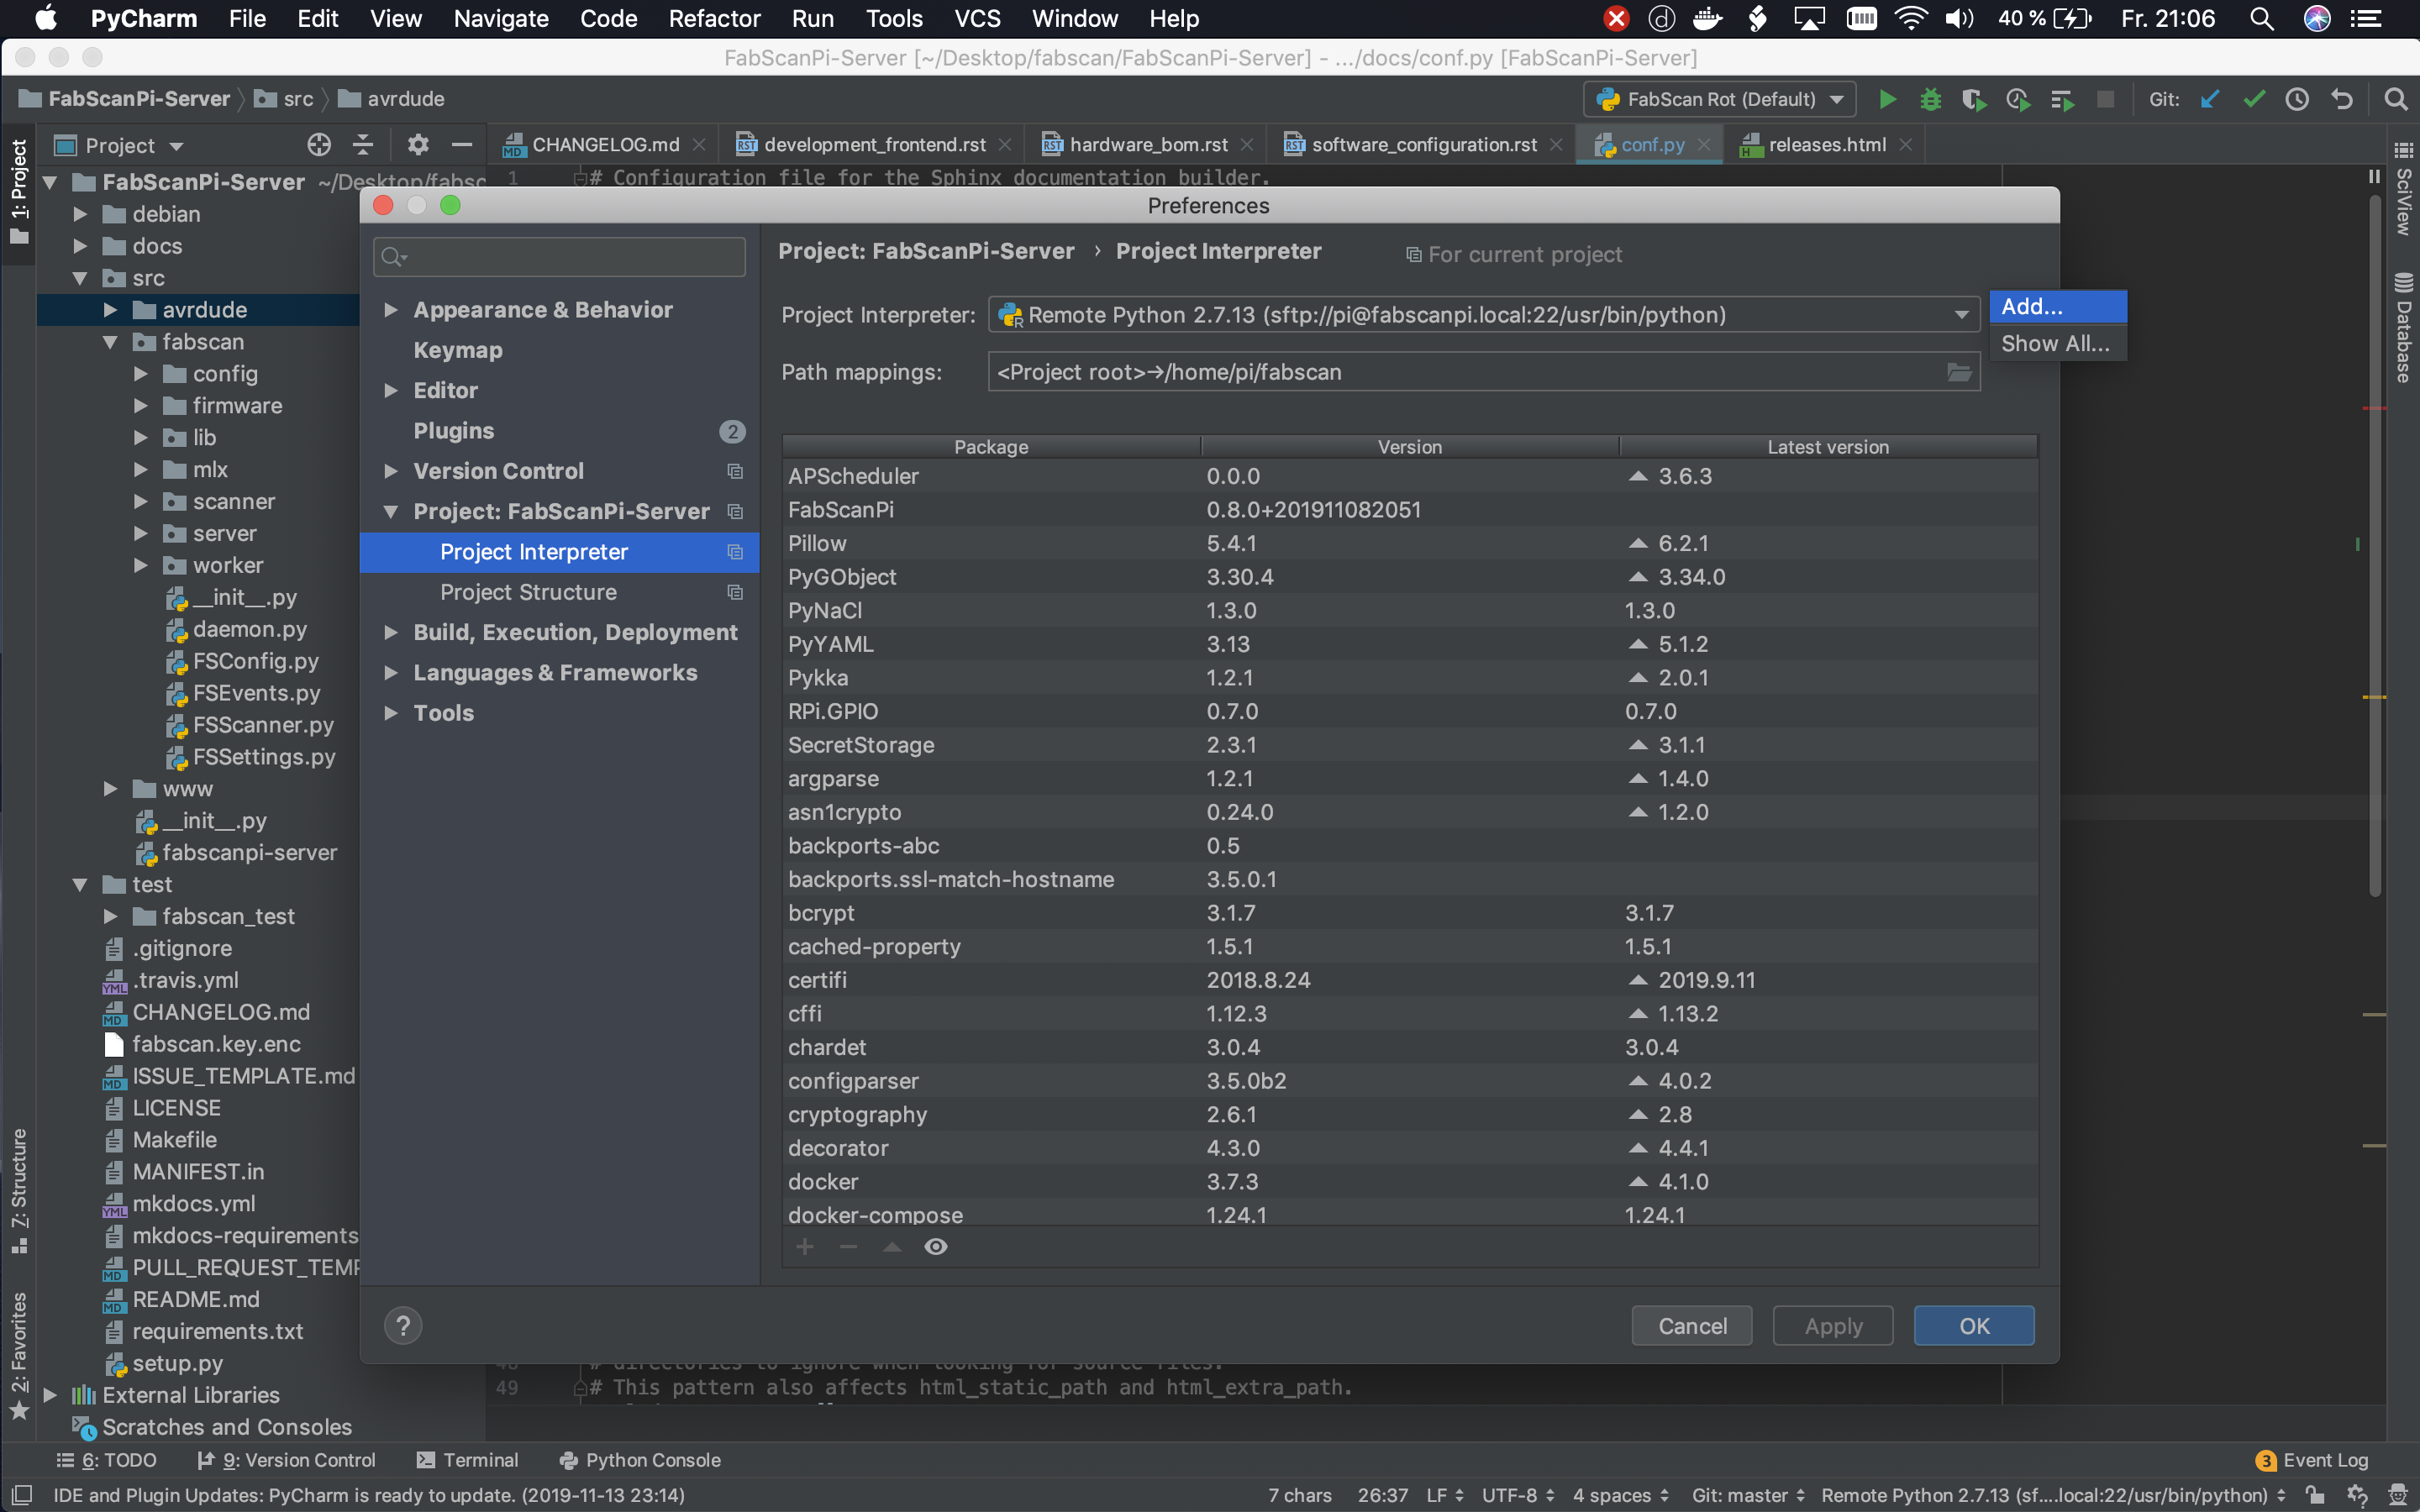 PyCharm File Edit View Navigate Code Refactor Run Tools VCS Window Help 40 % Fr. 21:06
FabScanPi-Server [~/Desktop/fabscan/FabScanPi-Server] - .../docs/conf.py [FabScanPi-Server]
FabScanPi-Server src avrdude FabScan Rot (Default) Git:
1: Project
Project
CHANGELOG.md development_frontend.rst hardware_bom.rst software_configuration.rst conf.py releases.html
FabScanPi-Server ~/Desktop/fabsc
debian
docs
src
avrdude
fabscan
config
firmware
lib
mlx
scanner
server
worker
__init__.py
daemon.py
FSConfig.py
FSEvents.py
FSScanner.py
FSSettings.py
www
__init__.py
fabscanpi-server
test
fabscan_test
.gitignore
.travis.yml
CHANGELOG.md
fabscan.key.enc
ISSUE_TEMPLATE.md
LICENSE
Makefile
MANIFEST.in
mkdocs.yml
mkdocs-requirements
PULL_REQUEST_TEMP
README.md
requirements.txt
setup.py
External Libraries
Scratches and Consoles
7: Structure
2: Favorites
1 # Configuration file for the Sphinx documentation builder.
Preferences
Appearance & Behavior
Keymap
Editor
Plugins 2
Version Control
Project: FabScanPi-Server
Project Interpreter
Project Structure
Build, Execution, Deployment
Languages & Frameworks
Tools
Project: FabScanPi-Server › Project Interpreter For current project
Project Interpreter: Remote Python 2.7.13 (sftp://pi@fabscanpi.local:22/usr/bin/python)
Add...
Show All...
Path mappings: <Project root>→/home/pi/fabscan
Package Version Latest version
APScheduler 0.0.0 3.6.3
FabScanPi 0.8.0+201911082051
Pillow 5.4.1 6.2.1
PyGObject 3.30.4 3.34.0
PyNaCl 1.3.0 1.3.0
PyYAML 3.13 5.1.2
Pykka 1.2.1 2.0.1
RPi.GPIO 0.7.0 0.7.0
SecretStorage 2.3.1 3.1.1
argparse 1.2.1 1.4.0
asn1crypto 0.24.0 1.2.0
backports-abc 0.5
backports.ssl-match-hostname 3.5.0.1
bcrypt 3.1.7 3.1.7
cached-property 1.5.1 1.5.1
certifi 2018.8.24 2019.9.11
cffi 1.12.3 1.13.2
chardet 3.0.4 3.0.4
configparser 3.5.0b2 4.0.2
cryptography 2.6.1 2.8
decorator 4.3.0 4.4.1
docker 3.7.3 4.1.0
docker-compose 1.24.1 1.24.1
? Cancel Apply OK
# directories to ignore when looking for source files.
49 # This pattern also affects html_static_path and html_extra_path.
SciView
Database
6: TODO 9: Version Control Terminal Python Console 3 Event Log
IDE and Plugin Updates: PyCharm is ready to update. (2019-11-13 23:14) 7 chars 26:37 LF UTF-8 4 spaces Git: master Remote Python 2.7.13 (sf....local:22/usr/bin/python)